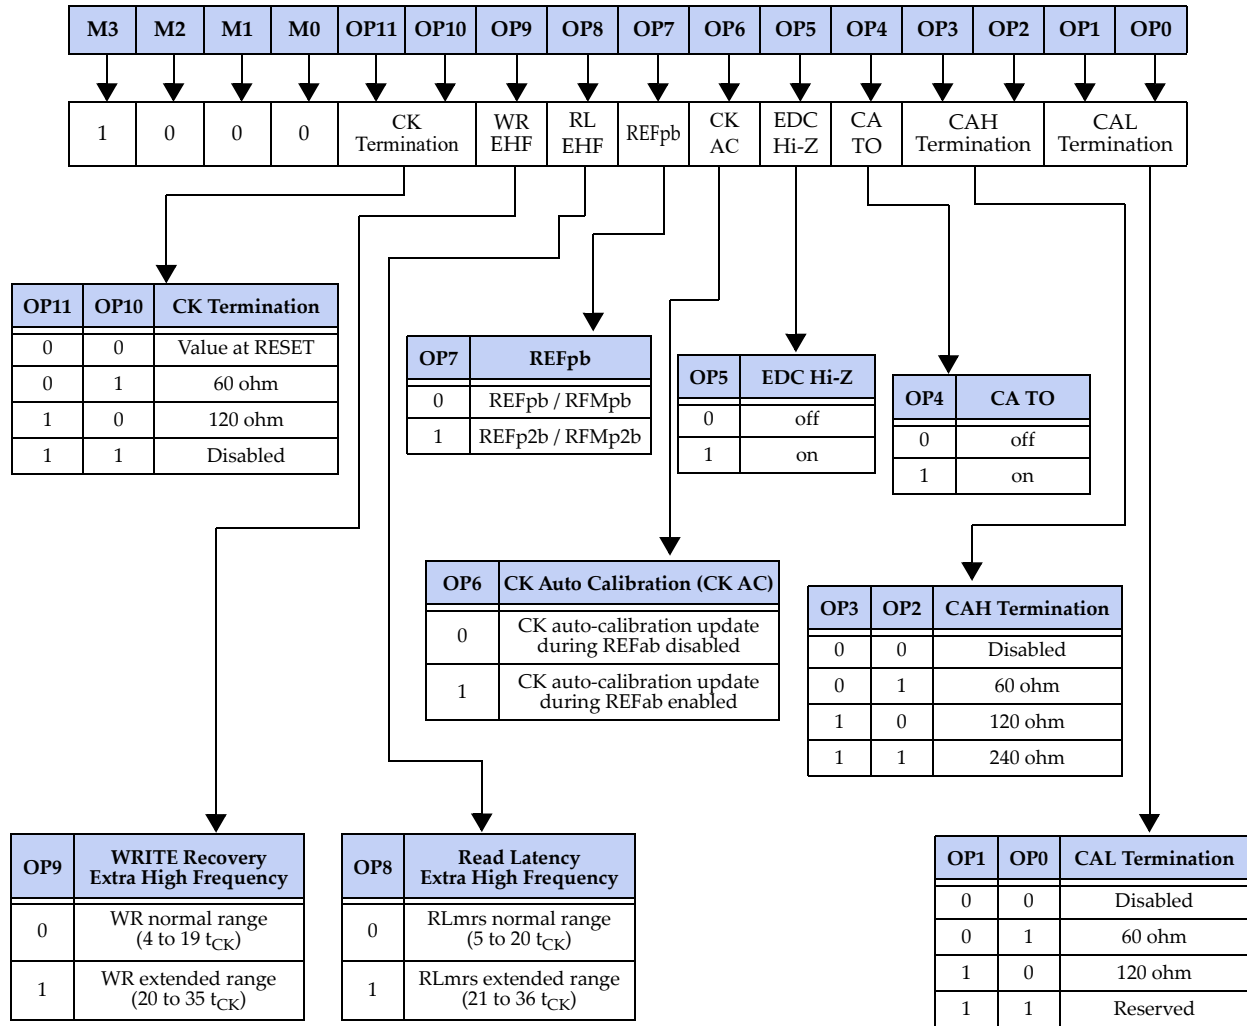 M3 M2 M1 M0 OP11 OP10 OP9 OP8 OP7 OP6 OP5 OP4 OP3 OP2 OP1 OP0
1 0 0 0 CK Termination WR EHF RL EHF REFpb CK AC EDC Hi-Z CA TO CAH Termination CAL Termination
OP11 OP10 CK Termination
0 0 Value at RESET
0 1 60 ohm
1 0 120 ohm
1 1 Disabled
OP7 REFpb
0 REFpb / RFMpb
1 REFp2b / RFMp2b
OP5 EDC Hi-Z
0 off
1 on
OP4 CA TO
0 off
1 on
OP6 CK Auto Calibration (CK AC)
0 CK auto-calibration update
during REFab disabled
1 CK auto-calibration update
during REFab enabled
OP3 OP2 CAH Termination
0 0 Disabled
0 1 60 ohm
1 0 120 ohm
1 1 240 ohm
OP9 WRITE Recovery
Extra High Frequency
0 WR normal range
(4 to 19 tCK)
1 WR extended range
(20 to 35 tCK)
OP8 Read Latency
Extra High Frequency
0 RLmrs normal range
(5 to 20 tCK)
1 RLmrs extended range
(21 to 36 tCK)
OP1 OP0 CAL Termination
0 0 Disabled
0 1 60 ohm
1 0 120 ohm
1 1 Reserved